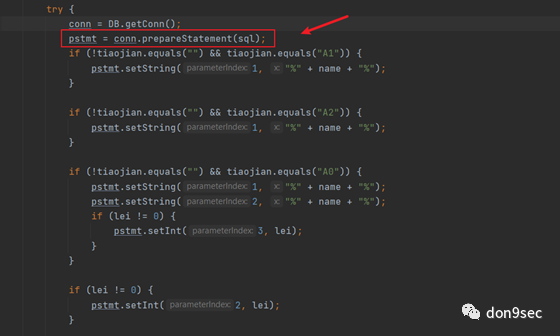 try {
conn = DB.getConn();
pstmt = conn.prepareStatement(sql);
if (!tiaojian.equals("") && tiaojian.equals("A1")) {
pstmt.setString( parameterIndex: 1, x: "%" + name + "%");
}
if (!tiaojian.equals("") && tiaojian.equals("A2")) {
pstmt.setString( parameterIndex: 1, x: "%" + name + "%");
}
if (!tiaojian.equals("") && tiaojian.equals("A0")) {
pstmt.setString( parameterIndex: 1, x: "%" + name + "%");
pstmt.setString( parameterIndex: 2, x: "%" + name + "%");
if (lei != 0) {
pstmt.setInt( parameterIndex: 3, lei);
}
}
if (lei != 0) {
pstmt.setInt( parameterIndex: 2, lei);
}
don9sec